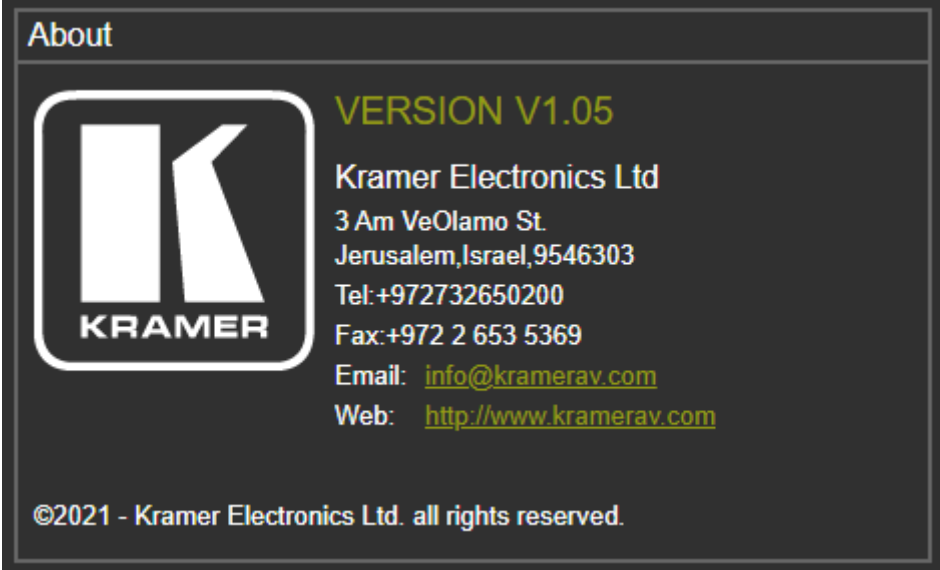 About
KRAMER
VERSION V1.05
Kramer Electronics Ltd
3 Am VeOlamo St.
Jerusalem,Israel,9546303
Tel:+972732650200
Fax:+972 2 653 5369
Email: info@kramerav.com
Web: http://www.kramerav.com
©2021 - Kramer Electronics Ltd. all rights reserved.